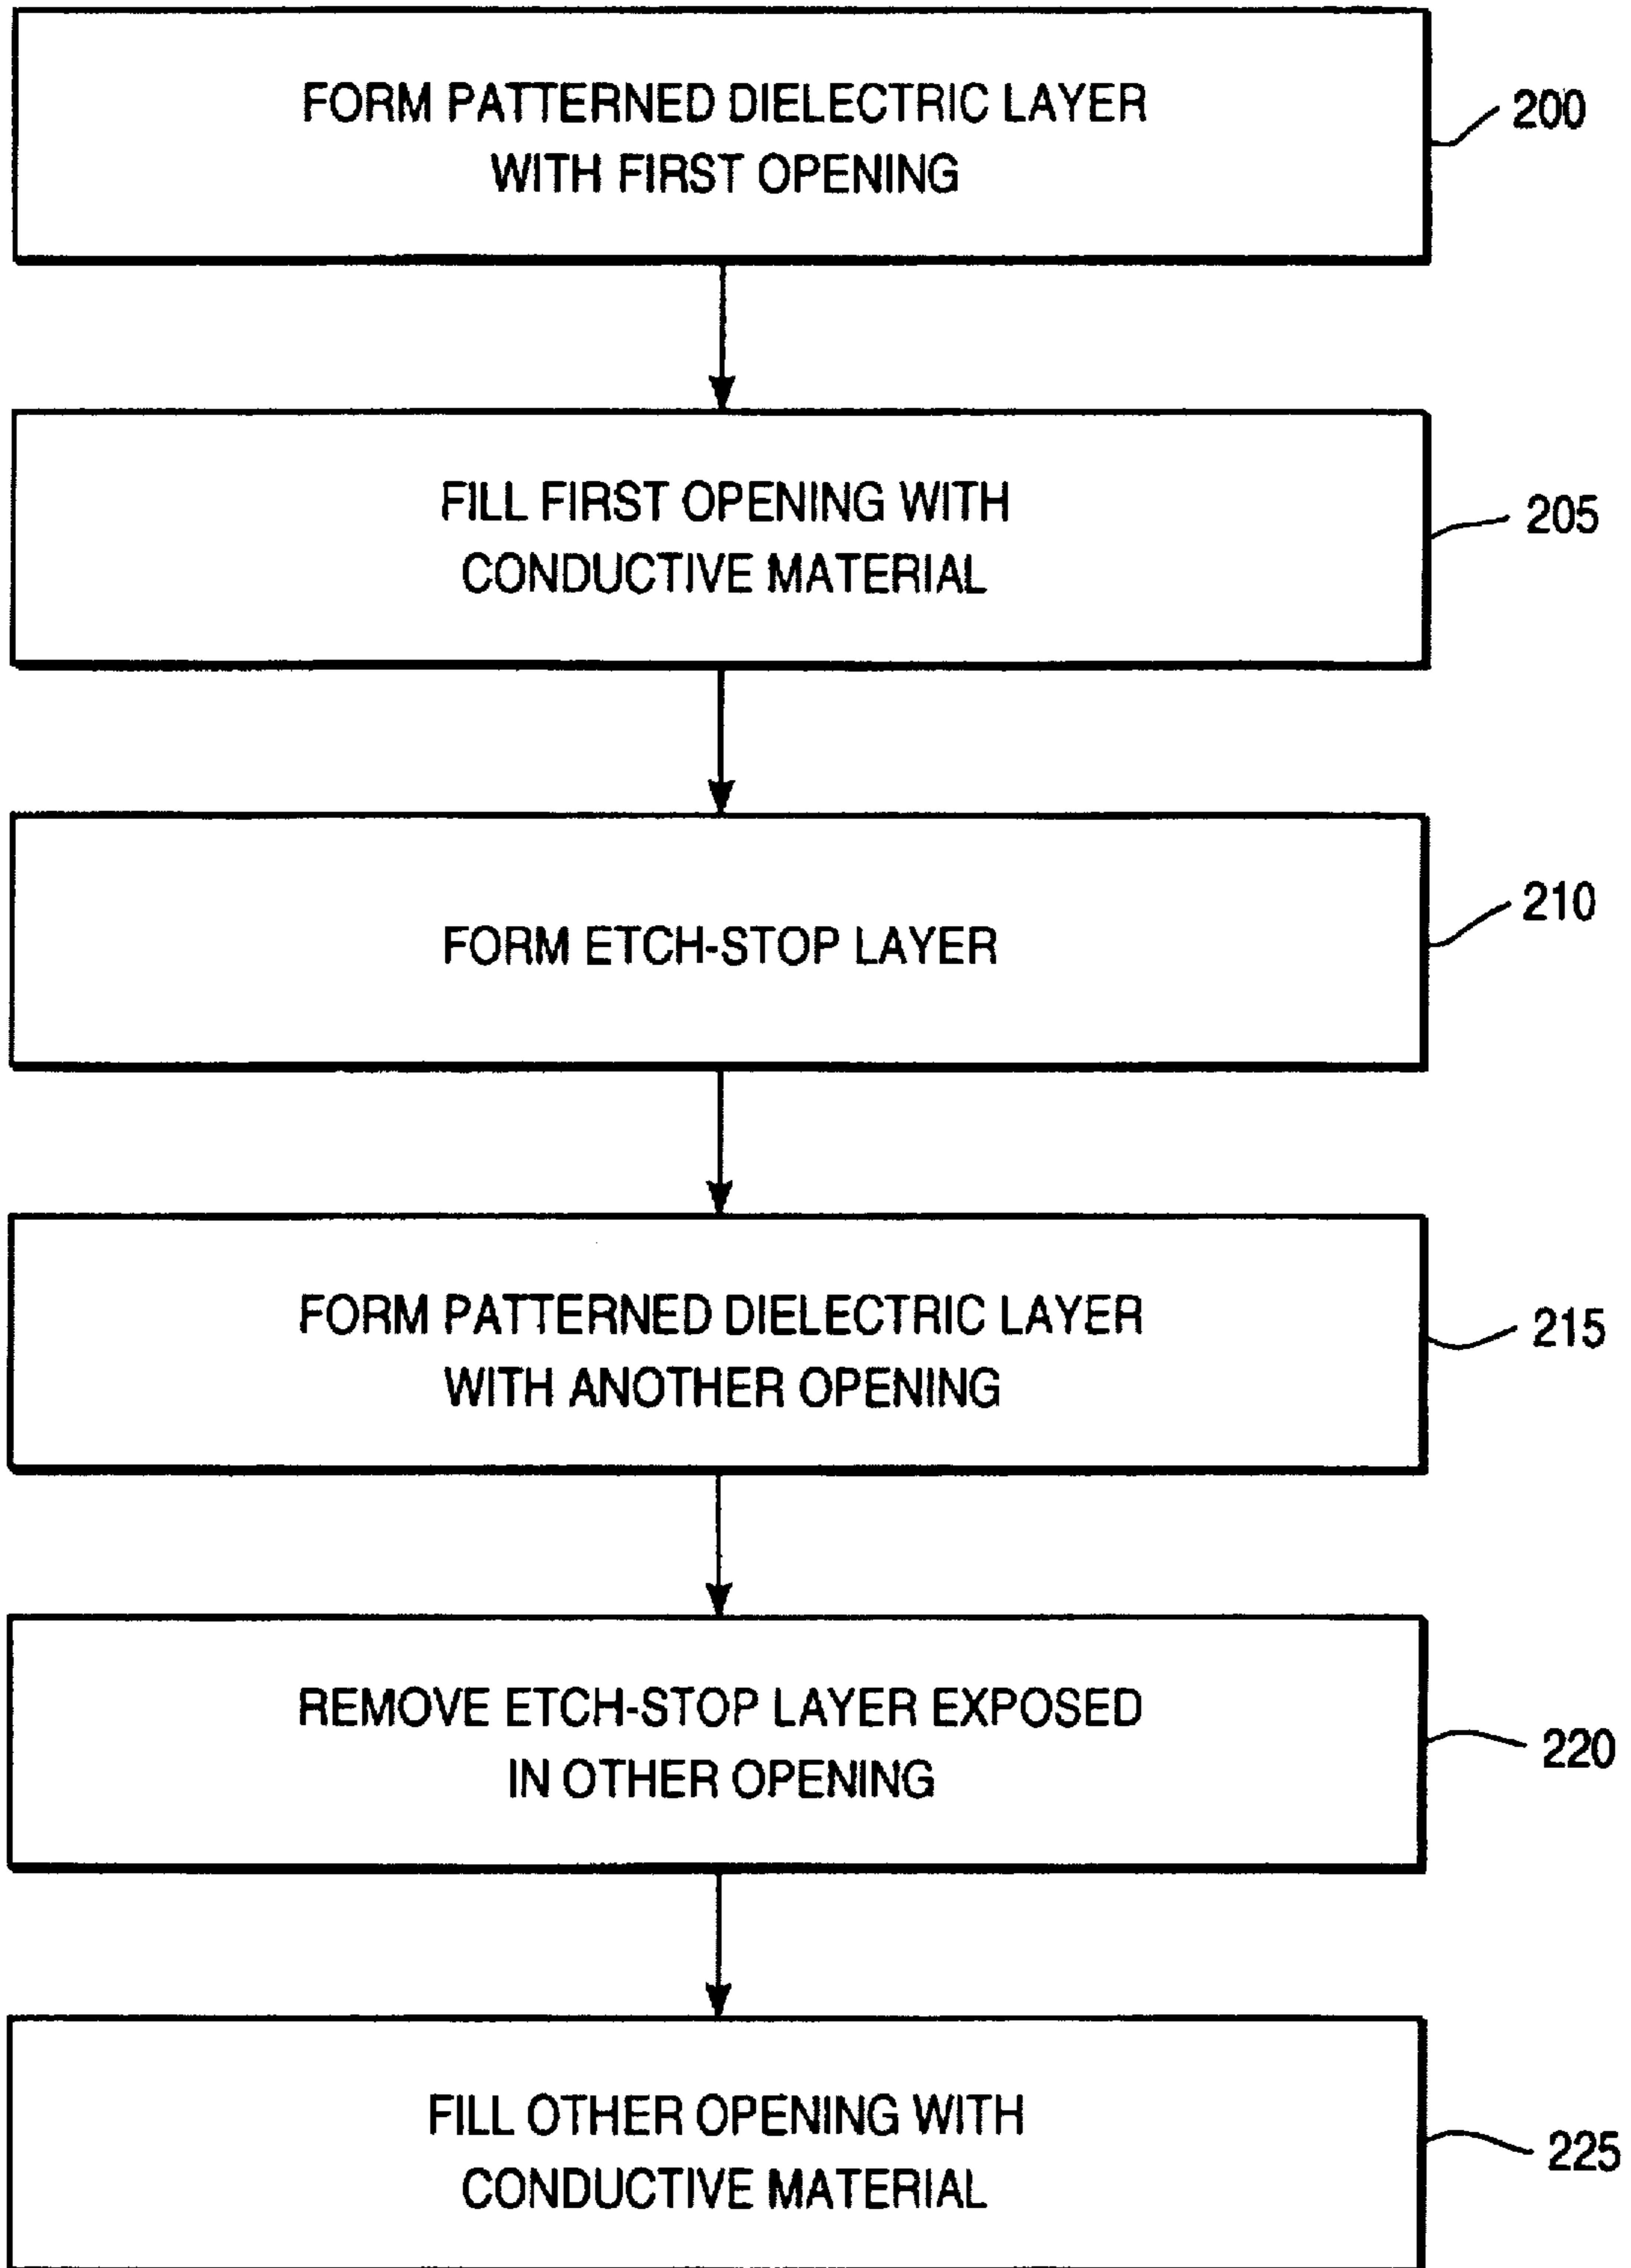 FORM PATTERNED DIELECTRIC LAYER
WITH FIRST OPENING
200
FILL FIRST OPENING WITH
CONDUCTIVE MATERIAL
205
FORM ETCH-STOP LAYER
210
FORM PATTERNED DIELECTRIC LAYER
WITH ANOTHER OPENING
215
REMOVE ETCH-STOP LAYER EXPOSED
IN OTHER OPENING
220
FILL OTHER OPENING WITH
CONDUCTIVE MATERIAL
225